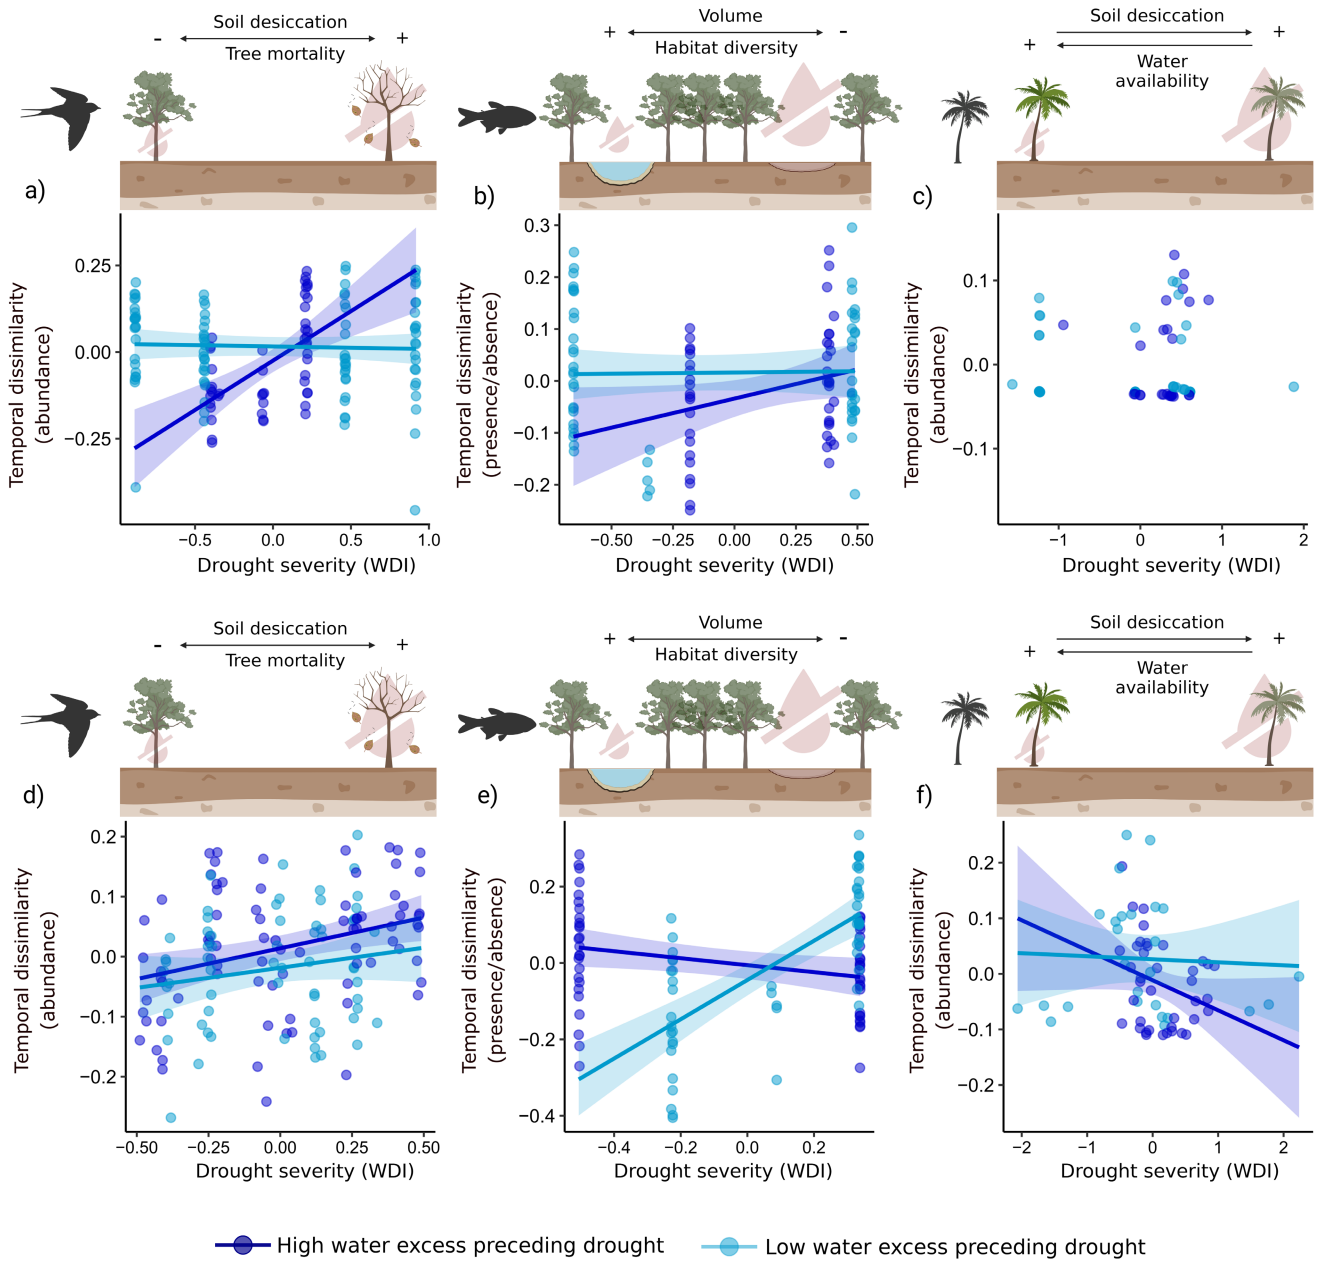 Soil desiccation
- +
Tree mortality
Volume
+ -
Habitat diversity
Soil desiccation
+ +
Water
availability
a)
b)
c)
Temporal dissimilarity
(abundance)
0.25
0.00
−0.25
−0.5 0.0 0.5 1.0
Drought severity (WDI)
Temporal dissimilarity
(presence/absence)
0.3
0.2
0.1
0.0
−0.1
−0.2
−0.50 −0.25 0.00 0.25 0.50
Drought severity (WDI)
Temporal dissimilarity
(abundance)
0.1
0.0
−0.1
−1 0 1 2
Drought severity (WDI)
Soil desiccation
- +
Tree mortality
Volume
+ -
Habitat diversity
Soil desiccation
+ +
Water
availability
d)
e)
f)
Temporal dissimilarity
(abundance)
0.2
0.1
0.0
−0.1
−0.2
−0.50 −0.25 0.00 0.25 0.50
Drought severity (WDI)
Temporal dissimilarity
(presence/absence)
0.2
0.0
−0.2
−0.4
−0.4 −0.2 0.0 0.2
Drought severity (WDI)
Temporal dissimilarity
(abundance)
0.2
0.1
0.0
−0.1
−0.2
−2 −1 0 1 2
Drought severity (WDI)
High water excess preceding drought
Low water excess preceding drought